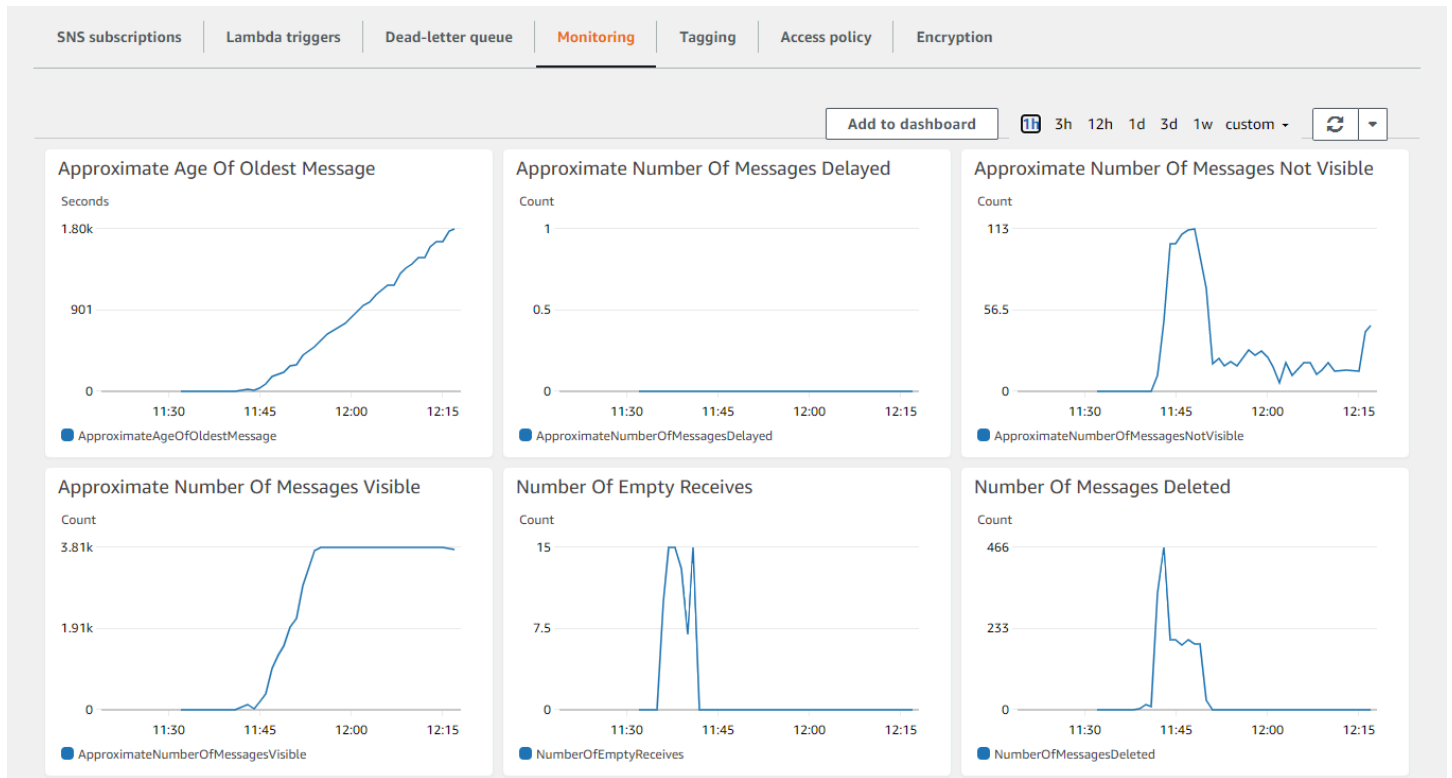 SNS subscriptions Lambda triggers Dead-letter queue Monitoring Tagging Access policy Encryption
Add to dashboard 1h 3h 12h 1d 3d 1w custom
Approximate Age Of Oldest Message
Seconds
1.80k
901
0
11:30 11:45 12:00 12:15
ApproximateAgeOfOldestMessage
Approximate Number Of Messages Delayed
Count
1
0.5
0
11:30 11:45 12:00 12:15
ApproximateNumberOfMessagesDelayed
Approximate Number Of Messages Not Visible
Count
113
56.5
0
11:30 11:45 12:00 12:15
ApproximateNumberOfMessagesNotVisible
Approximate Number Of Messages Visible
Count
3.81k
1.91k
0
11:30 11:45 12:00 12:15
ApproximateNumberOfMessagesVisible
Number Of Empty Receives
Count
15
7.5
0
11:30 11:45 12:00 12:15
NumberOfEmptyReceives
Number Of Messages Deleted
Count
466
233
0
11:30 11:45 12:00 12:15
NumberOfMessagesDeleted